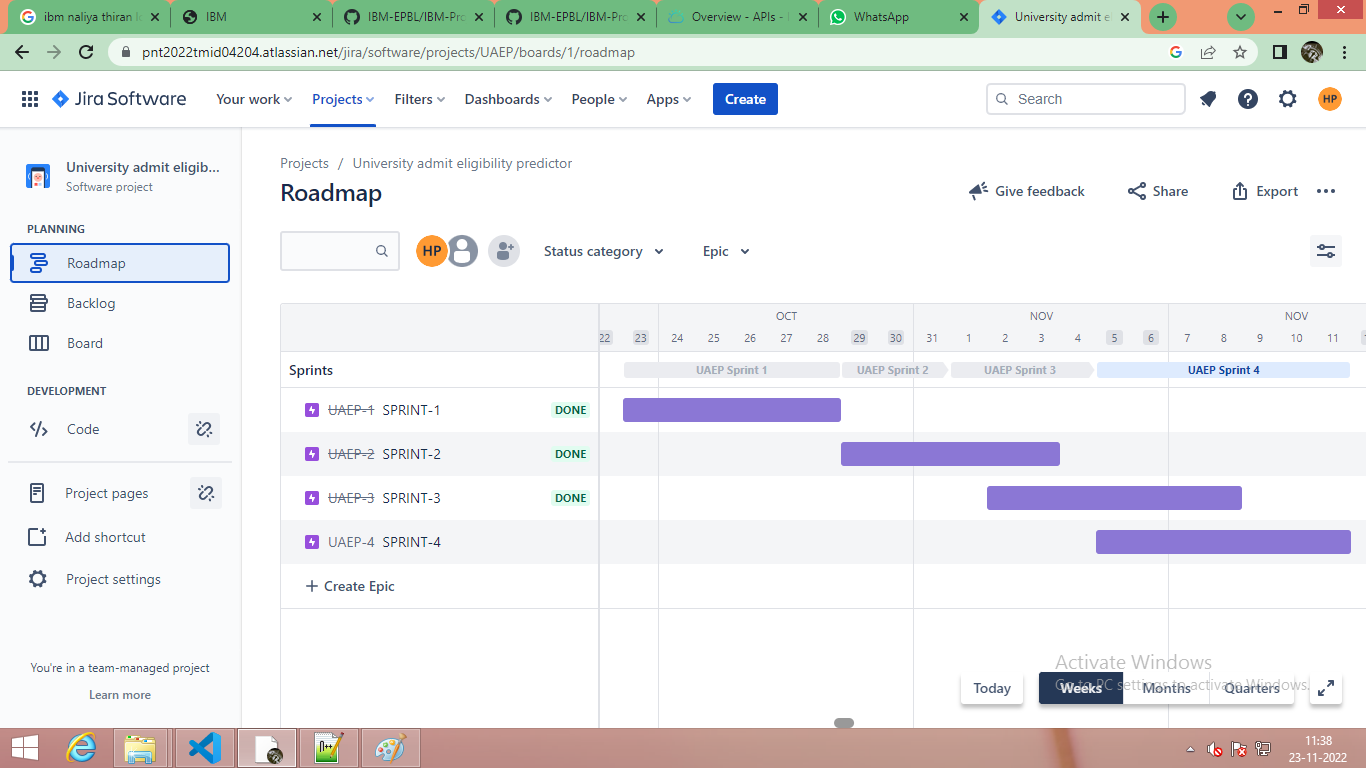 ibm naliya thiran lo
IBM
IBM-EPBL/IBM-Pro
IBM-EPBL/IBM-Pro
Overview - APIs -
WhatsApp
University admit el
pnt2022tmid04204.atlassian.net/jira/software/projects/UAEP/boards/1/roadmap
Jira Software
Your work
Projects
Filters
Dashboards
People
Apps
Create
Search
HP
University admit eligib...
Software project
PLANNING
Roadmap
Backlog
Board
DEVELOPMENT
Code
Project pages
Add shortcut
Project settings
You're in a team-managed project
Learn more
Projects / University admit eligibility predictor
Roadmap
Give feedback
Share
Export
HP
Status category
Epic
OCT NOV NOV
22 23 24 25 26 27 28 29 30 31 1 2 3 4 5 6 7 8 9 10 11
Sprints
UAEP Sprint 1
UAEP Sprint 2
UAEP Sprint 3
UAEP Sprint 4
UAEP-1 SPRINT-1 DONE
UAEP-2 SPRINT-2 DONE
UAEP-3 SPRINT-3 DONE
UAEP-4 SPRINT-4
+ Create Epic
Activate Windows
Go to PC settings to activate Windows.
Today
Weeks
Months
Quarters
N++
11:38
23-11-2022